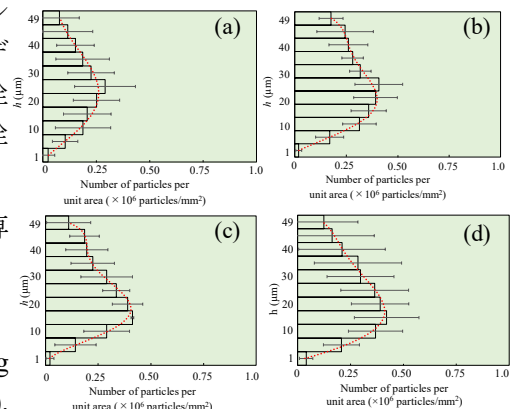 (a)
49
40
30
20
10
1
h (μm)
0 0.25 0.50 0.75 1.0
Number of particles per
unit area ( × 10⁶ particles/mm²)
(b)
49
40
30
20
10
1
h (μm)
0 0.25 0.50 0.75 1.0
Number of particles per
unit area ( × 10⁶ particles/mm²)
(c)
49
40
30
20
10
1
h (μm)
0 0.25 0.50 0.75 1.0
Number of particles per
unit area ( × 10⁶ particles/mm²)
(d)
49
40
30
20
10
1
h (μm)
0 0.25 0.50 0.75 1.0
Number of particles per
unit area (×10⁶ particles/mm²)
g